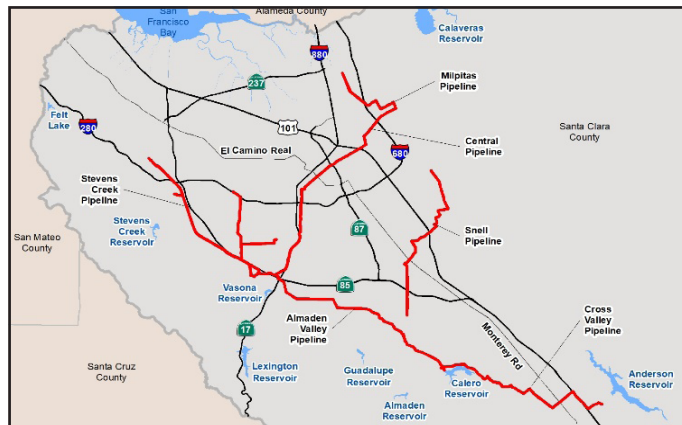 San
Francisco
Bay
Alameda County
880
Calaveras
Reservoir
237
Milpitas
Pipeline
Felt
Lake
280
101
Santa Clara
County
El Camino Real
Central
Pipeline
680
Stevens
Creek
Pipeline
Stevens
Creek
Reservoir
San Mateo
County
87
Snell
Pipeline
Vasona
Reservoir
85
17
Almaden
Valley
Pipeline
Monterey Rd
Cross
Valley
Pipeline
Santa Cruz
County
Lexington
Reservoir
Guadalupe
Reservoir
Calero
Reservoir
Anderson
Reservoir
Almaden
Reservoir